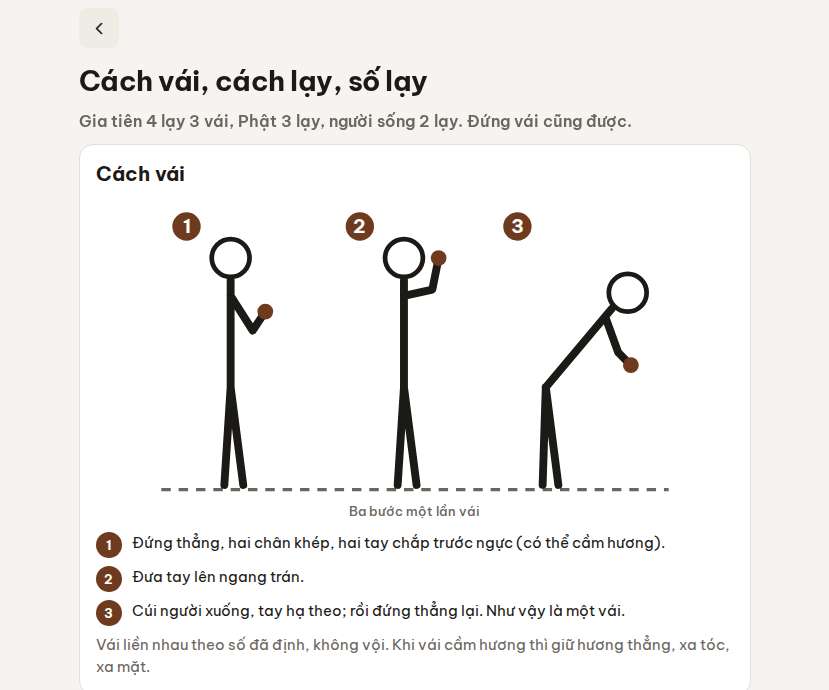 Cách vái, cách lạy, số lạy
Gia tiên 4 lạy 3 vái, Phật 3 lạy, người sống 2 lạy. Đứng vái cũng được.
Cách vái
1
2
3
Ba bước một lần vái
1 Đứng thẳng, hai chân khép, hai tay chắp trước ngực (có thể cầm hương).
2 Đưa tay lên ngang trán.
3 Cúi người xuống, tay hạ theo; rồi đứng thẳng lại. Như vậy là một vái.
Vái liền nhau theo số đã định, không vội. Khi vái cầm hương thì giữ hương thẳng, xa tóc,
xa mặt.